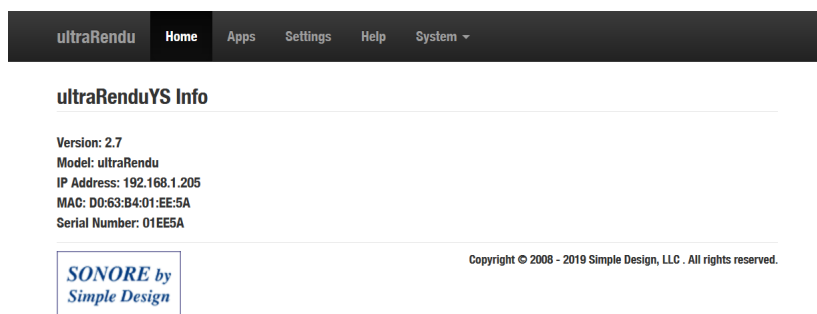 ultraRendu Home Apps Settings Help System
ultraRenduYS Info
Version: 2.7
Model: ultraRendu
IP Address: 192.168.1.205
MAC: D0:63:B4:01:EE:5A
Serial Number: 01EE5A
SONORE by
Simple Design
Copyright © 2008 - 2019 Simple Design, LLC . All rights reserved.